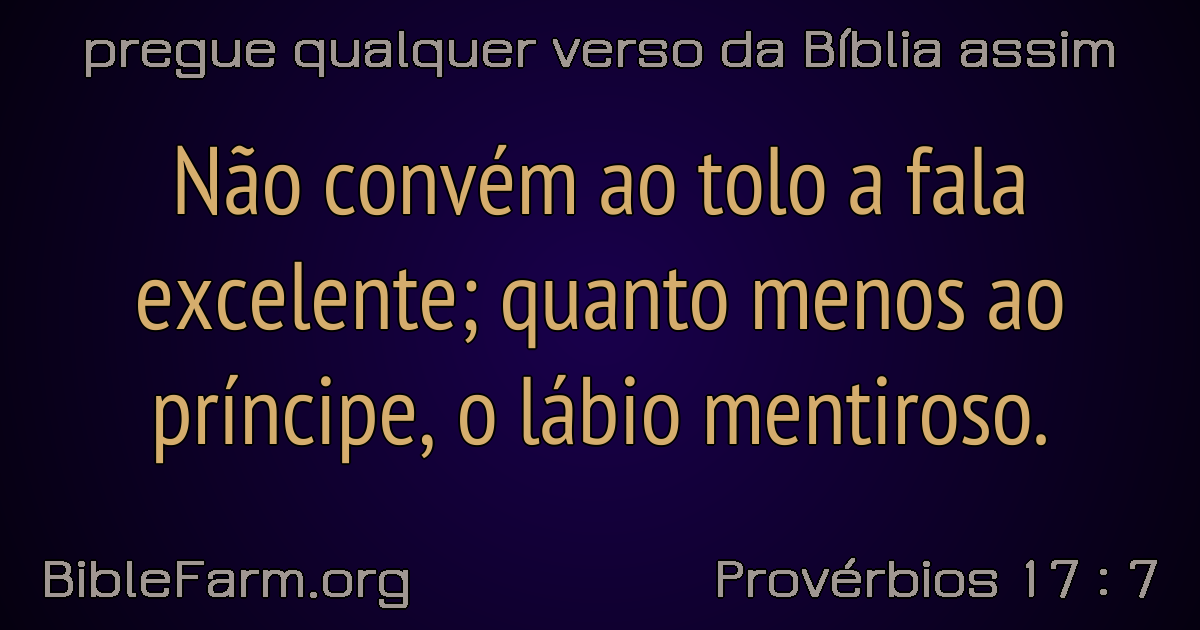 pregue qualquer verso da Bíblia assim
Não convém ao tolo a fala
excelente; quanto menos ao
príncipe, o lábio mentiroso.
BibleFarm.org
Provérbios 17 : 7